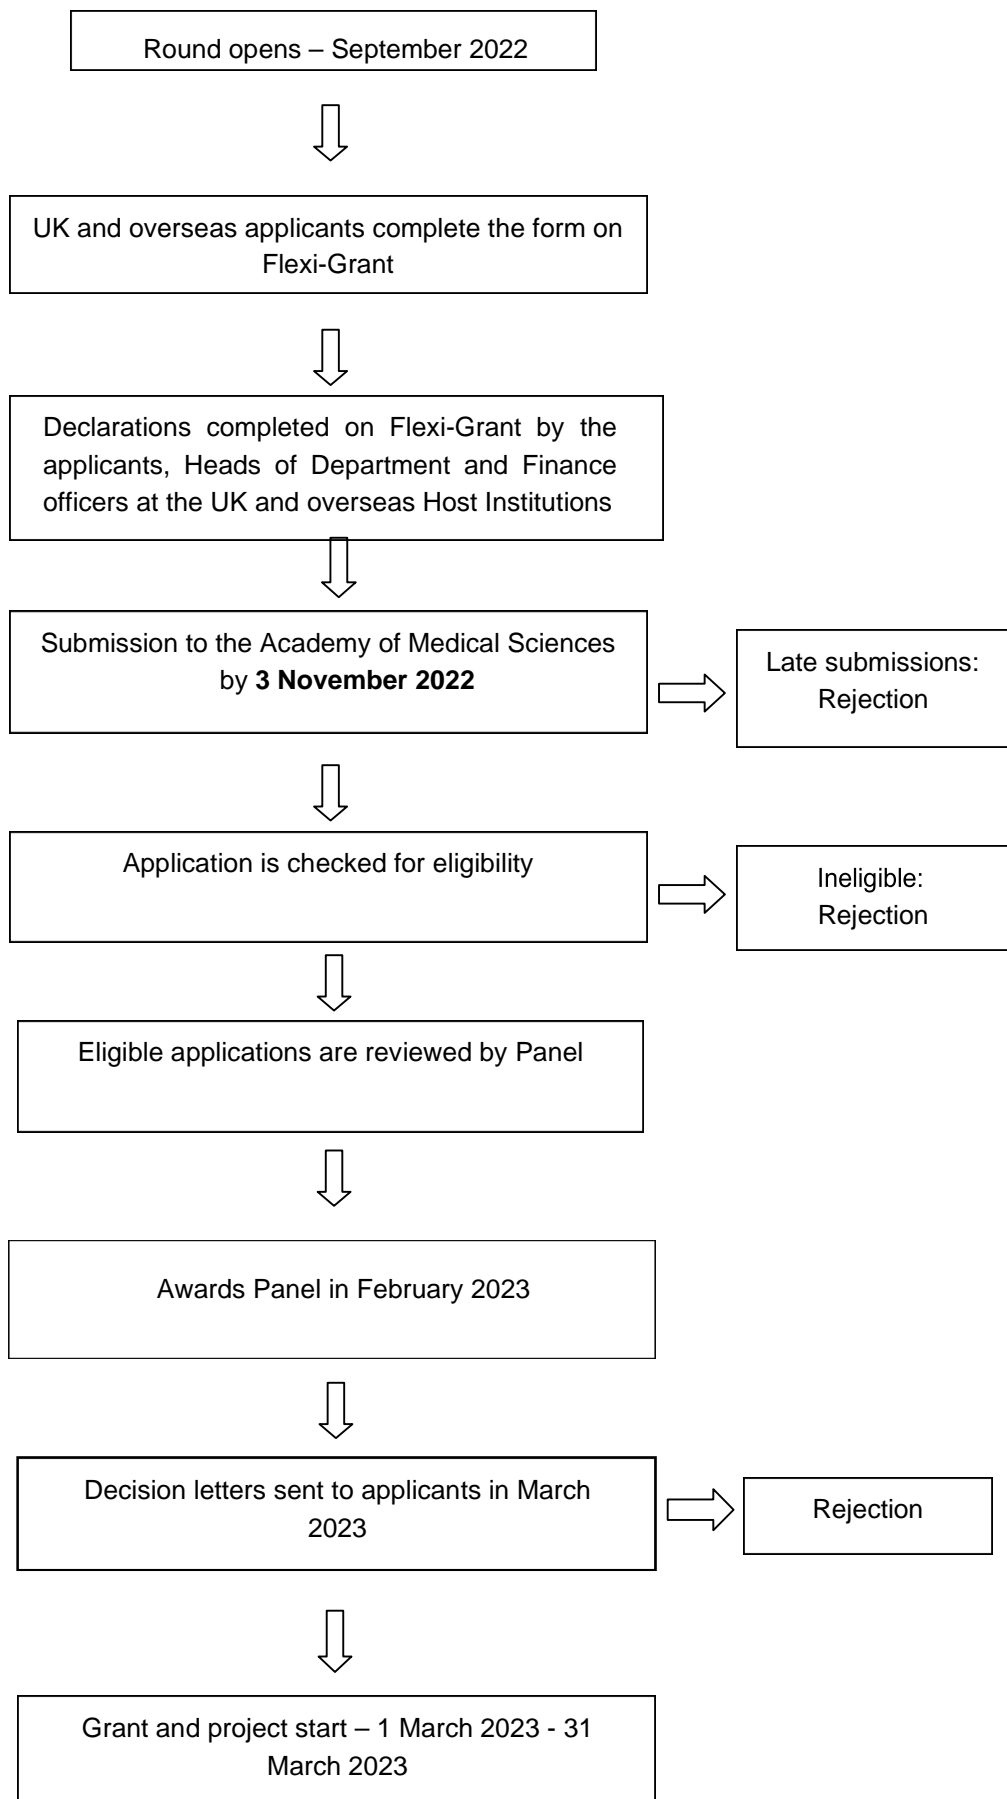 Round opens – September 2022
UK and overseas applicants complete the form on
Flexi-Grant
Declarations completed on Flexi-Grant by the
applicants, Heads of Department and Finance
officers at the UK and overseas Host Institutions
Submission to the Academy of Medical Sciences
by 3 November 2022
Late submissions:
Rejection
Application is checked for eligibility
Ineligible:
Rejection
Eligible applications are reviewed by Panel
Awards Panel in February 2023
Decision letters sent to applicants in March
2023
Rejection
Grant and project start – 1 March 2023 - 31
March 2023